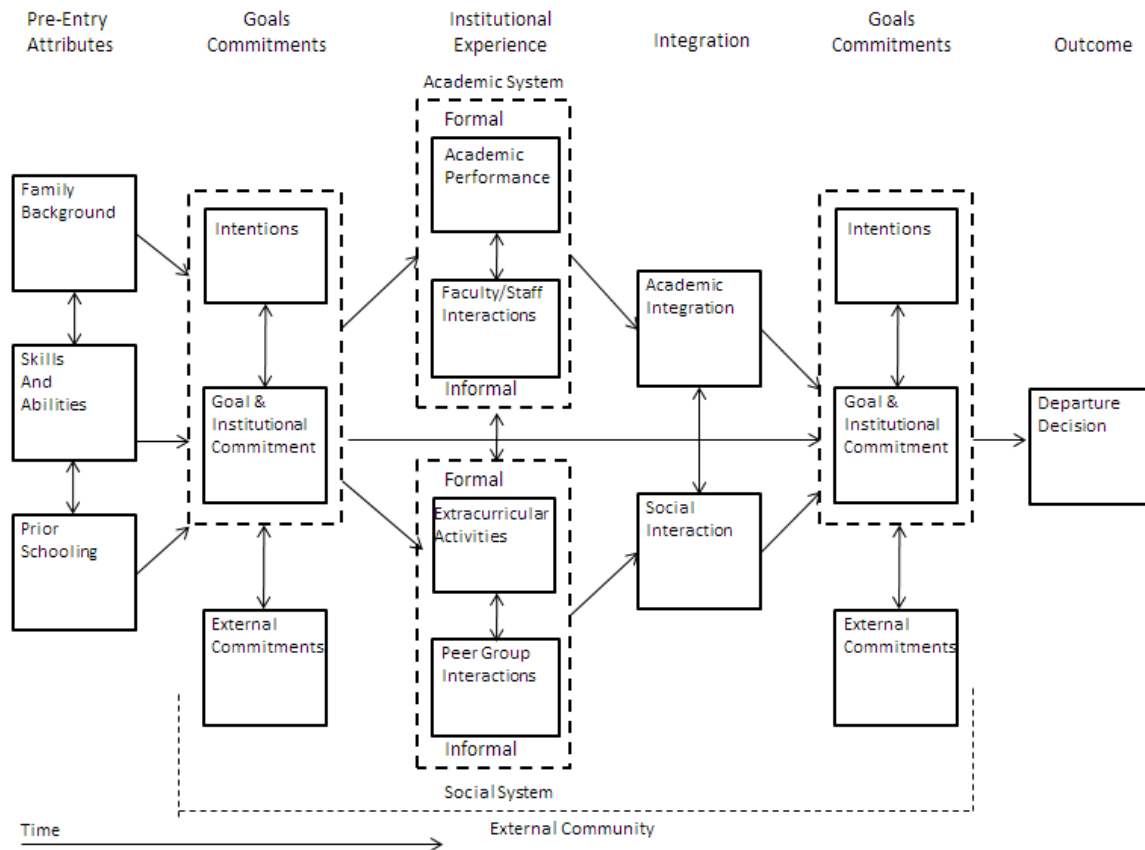 Pre-Entry
Attributes
Goals
Commitments
Institutional
Experience
Integration
Goals
Commitments
Outcome
Academic System
Formal
Academic
Performance
Faculty/Staff
Interactions
Informal
Family
Background
Skills
And
Abilities
Prior
Schooling
Intentions
Goal &
Institutional
Commitment
External
Commitments
Formal
Extracurricular
Activities
Peer Group
Interactions
Informal
Social System
Academic
Integration
Social
Interaction
Intentions
Goal &
Institutional
Commitment
External
Commitments
Departure
Decision
Time
External Community